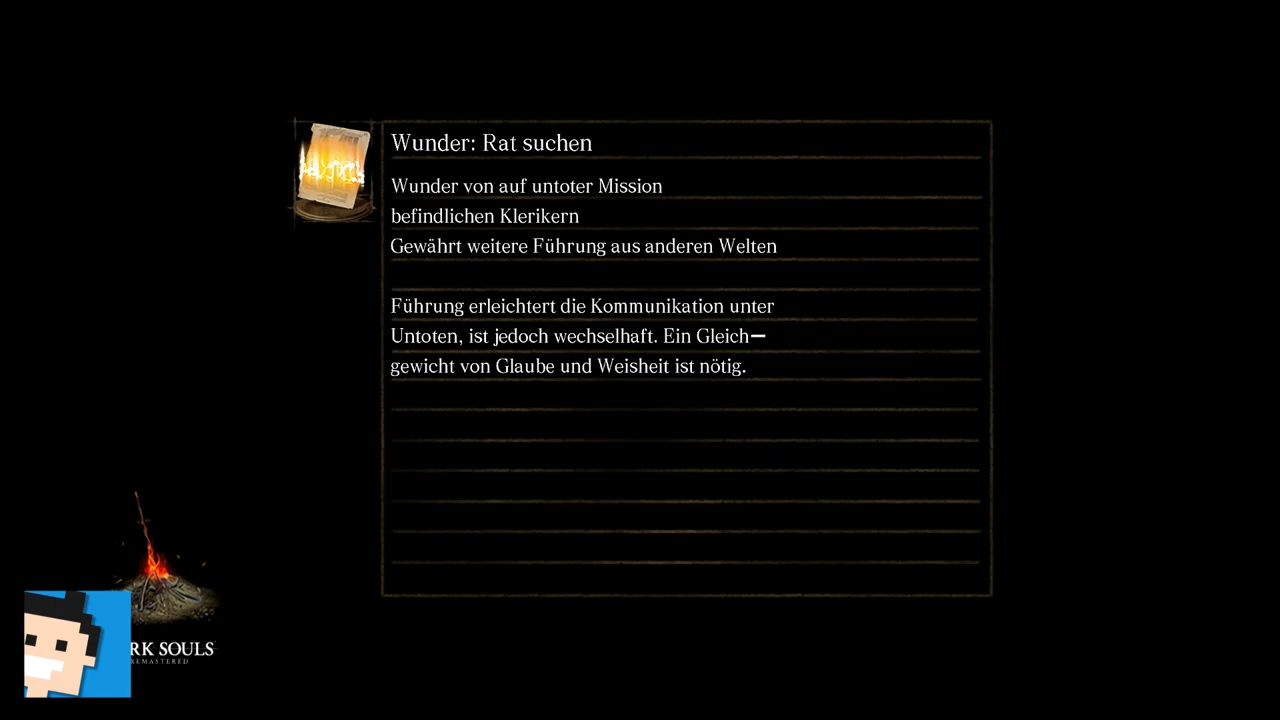 Wunder: Rat suchen
Wunder von auf untoter Mission
befindlichen Klerikern
Gewährt weitere Führung aus anderen Welten
Führung erleichtert die Kommunikation unter
Untoten, ist jedoch wechselhaft. Ein Gleich—
gewicht von Glaube und Weisheit ist nötig.
RK SOULS
REMASTERED